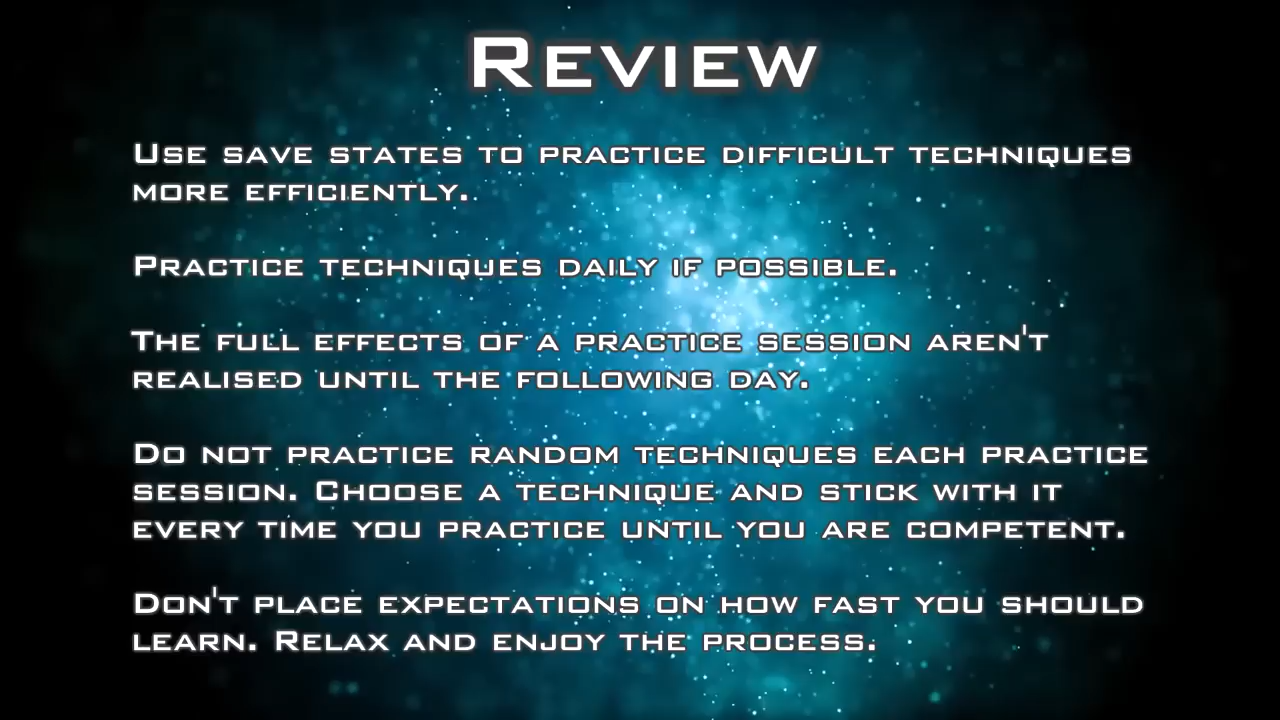 Review
Use save states to practice difficult techniques
more efficiently.
Practice techniques daily if possible.
The full effects of a practice session aren't
realised until the following day.
Do not practice random techniques each practice
session. Choose a technique and stick with it
every time you practice until you are competent.
Don't place expectations on how fast you should
learn. Relax and enjoy the process.